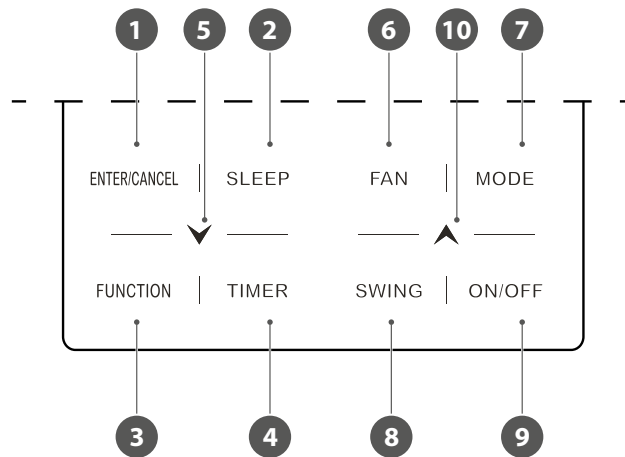 1 5 2 6 10 7
ENTER/CANCEL SLEEP FAN MODE
FUNCTION TIMER SWING ON/OFF
3 4 8 9